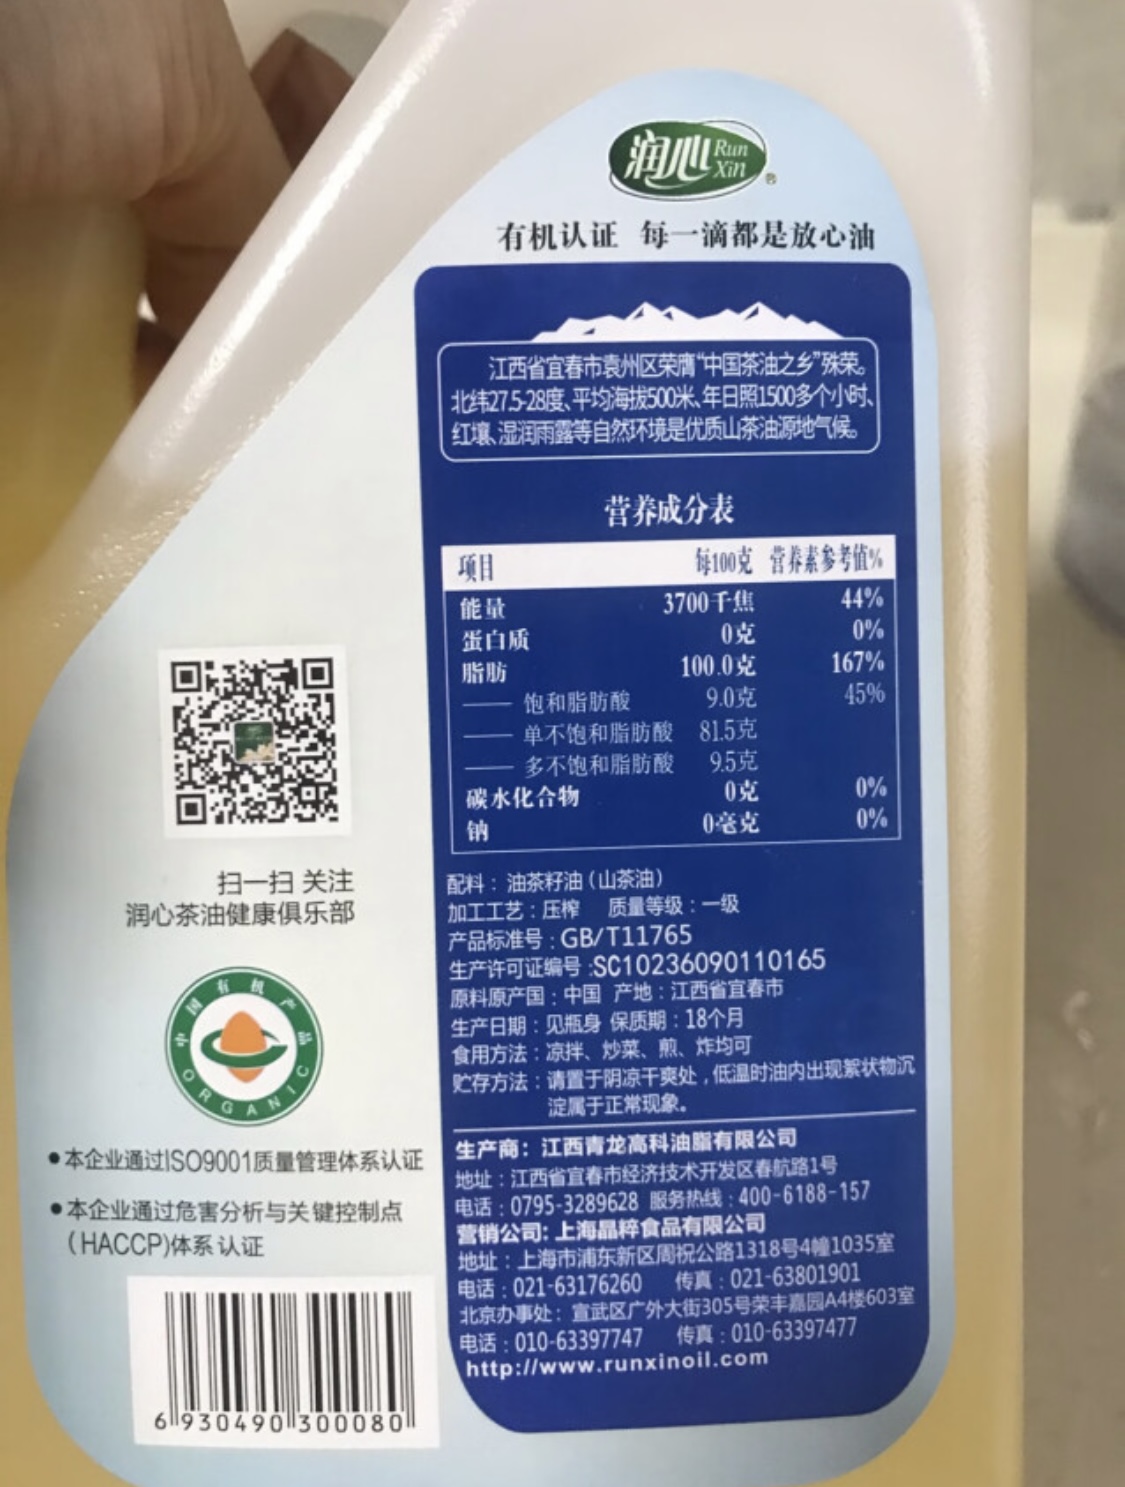 润心 Run Xin
有机认证 每一滴都是放心油
江西省宜春市袁州区荣膺“中国茶油之乡”殊荣。
北纬27.5-28度、平均海拔500米、年日照1500多个小时、
红壤、湿润雨露等自然环境是优质山茶油源地气候。
营养成分表
项目 每100克 营养素参考值%
能量 3700千焦 44%
蛋白质 0克 0%
脂肪 100.0克 167%
—— 饱和脂肪酸 9.0克 45%
—— 单不饱和脂肪酸 81.5克
—— 多不饱和脂肪酸 9.5克
碳水化合物 0克 0%
钠 0毫克 0%
配料：油茶籽油（山茶油）
加工工艺：压榨 质量等级：一级
产品标准号：GB/T11765
生产许可证编号：SC10236090110165
原料原产国：中国 产地：江西省宜春市
生产日期：见瓶身 保质期：18个月
食用方法：凉拌、炒菜、煎、炸均可
贮存方法：请置于阴凉干爽处，低温时油内出现絮状物沉
淀属于正常现象。
生产商：江西青龙高科油脂有限公司
地址：江西省宜春市经济技术开发区春航路1号
电话：0795-3289628 服务热线：400-6188-157
营销公司：上海晶粹食品有限公司
地址：上海市浦东新区周祝公路1318号4幢1035室
电话：021-63176260 传真：021-63801901
北京办事处：宣武区广外大街305号荣丰嘉园A4楼603室
电话：010-63397747 传真：010-63397477
http://www.runxinoil.com
扫一扫 关注
润心茶油健康俱乐部
中国有机产品
ORGANIC
●本企业通过ISO9001质量管理体系认证
●本企业通过危害分析与关键控制点
（HACCP)体系认证
6 930490 300080